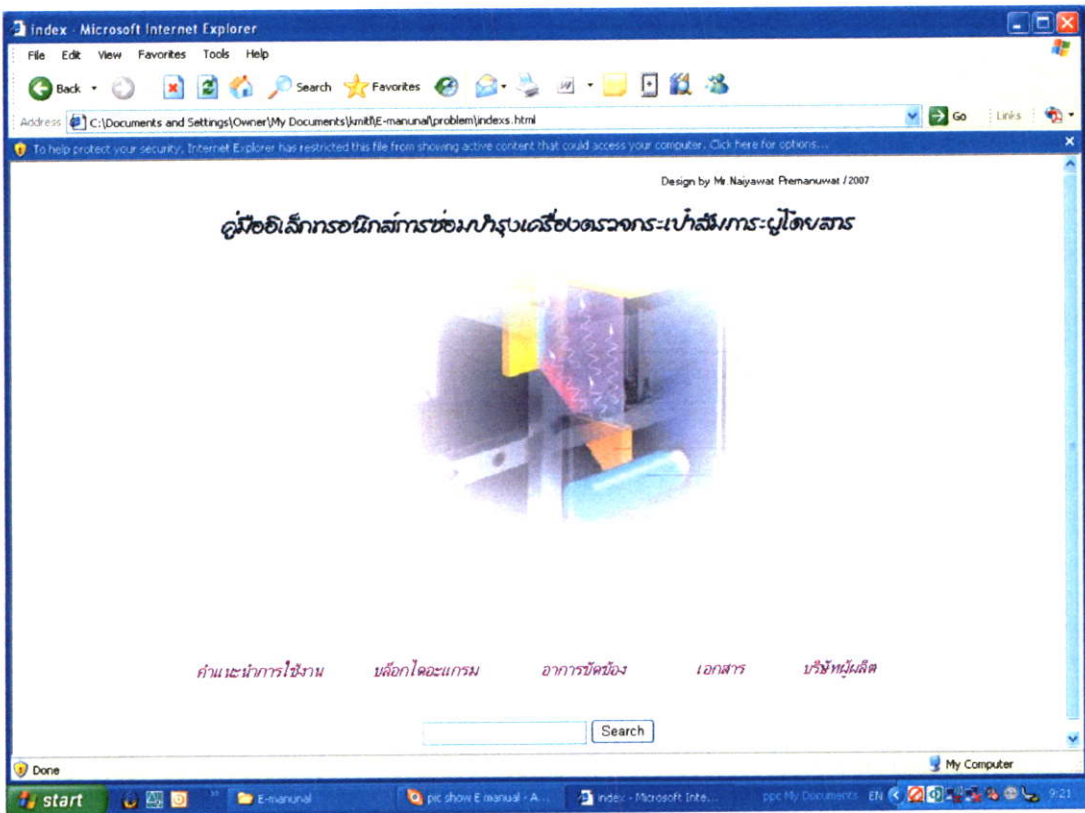 index - Microsoft Internet Explorer
File Edit View Favorites Tools Help
Back Search Favorites
Address C:\Documents and Settings\Owner\My Documents\kmitl\E-manunal\problem\indexs.html Go Links
To help protect your security, Internet Explorer has restricted this file from showing active content that could access your computer. Click here for options...
Design by Mr.Naiyawat Premanuwat /2007
คู่มืออิเล็กทรอนิกส์การซ่อมบำรุงเครื่องตรวจกระเป๋าสัมภาระผู้โดยสาร
คำแนะนำการใช้งาน บล๊อกไดอะแกรม อาการขัดข้อง เอกสาร บริษัทผู้ผลิต
Search
Done My Computer
start E-manunal pic show E manual - A... index - Microsoft Inte... ppc My Documents EN 9:21